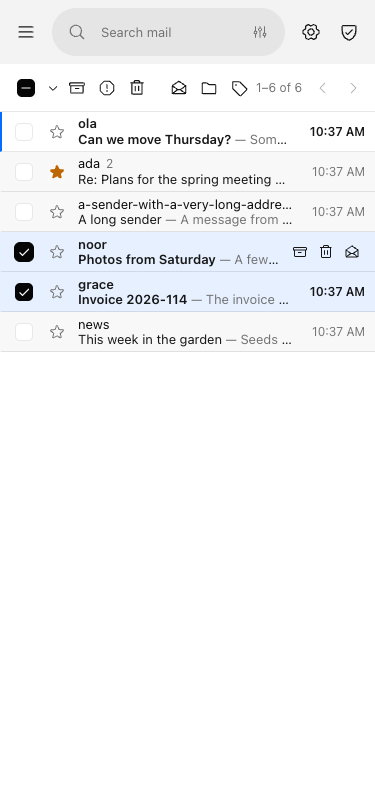 Search mail
1–6 of 6
ola
Can we move Thursday? — Som...
10:37 AM
ada 2
Re: Plans for the spring meeting ...
10:37 AM
a-sender-with-a-very-long-addre...
A long sender — A message from ...
10:37 AM
noor
Photos from Saturday — A few...
grace
Invoice 2026-114 — The invoice ...
10:37 AM
news
This week in the garden — Seeds ...
10:37 AM